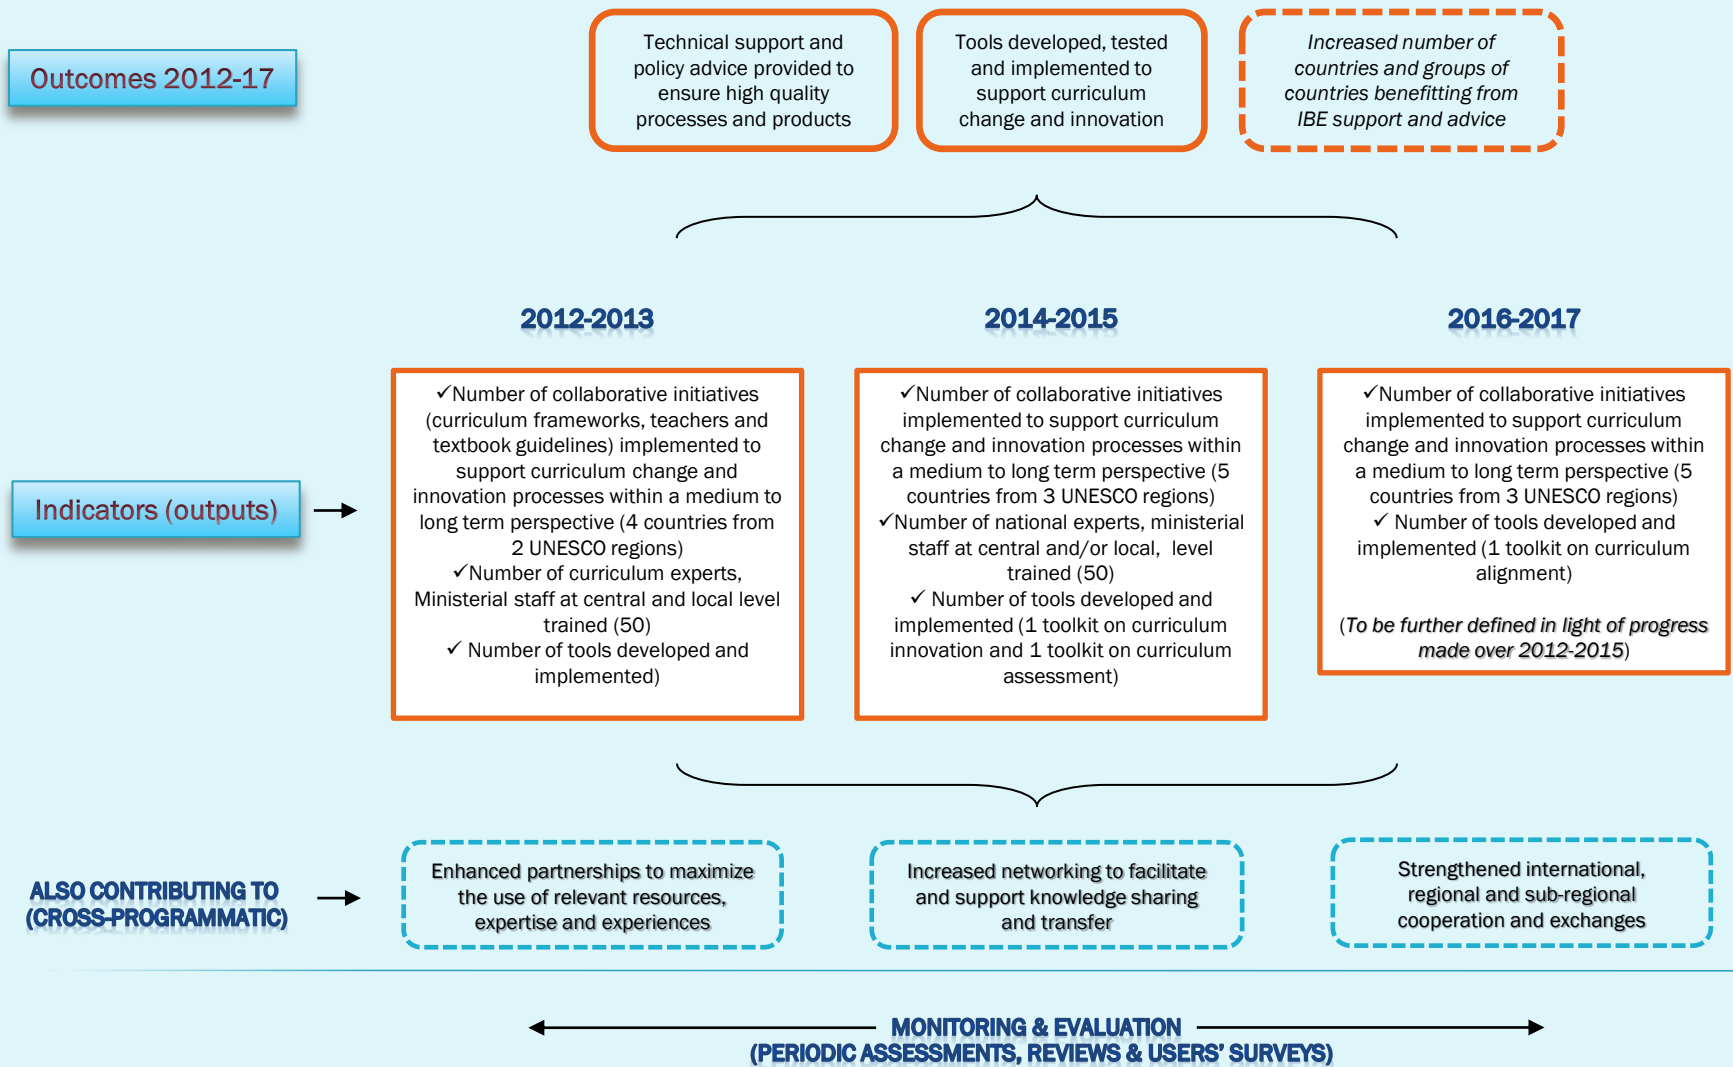 Outcomes 2012-17
Technical support and
policy advice provided to
ensure high quality
processes and products
Tools developed, tested
and implemented to
support curriculum
change and innovation
Increased number of
countries and groups of
countries benefitting from
IBE support and advice
2012-2013
2014-2015
2016-2017
Indicators (outputs)
✓Number of collaborative initiatives
(curriculum frameworks, teachers and
textbook guidelines) implemented to
support curriculum change and
innovation processes within a medium to
long term perspective (4 countries from
2 UNESCO regions)
✓Number of curriculum experts,
Ministerial staff at central and local level
trained (50)
✓ Number of tools developed and
implemented)
✓Number of collaborative initiatives
implemented to support curriculum
change and innovation processes within
a medium to long term perspective (5
countries from 3 UNESCO regions)
✓Number of national experts, ministerial
staff at central and/or local, level
trained (50)
✓ Number of tools developed and
implemented (1 toolkit on curriculum
innovation and 1 toolkit on curriculum
assessment)
✓Number of collaborative initiatives
implemented to support curriculum
change and innovation processes within
a medium to long term perspective (5
countries from 3 UNESCO regions)
✓ Number of tools developed and
implemented (1 toolkit on curriculum
alignment)
(To be further defined in light of progress
made over 2012-2015)
ALSO CONTRIBUTING TO
(CROSS-PROGRAMMATIC)
Enhanced partnerships to maximize
the use of relevant resources,
expertise and experiences
Increased networking to facilitate
and support knowledge sharing
and transfer
Strengthened international,
regional and sub-regional
cooperation and exchanges
MONITORING & EVALUATION
(PERIODIC ASSESSMENTS, REVIEWS & USERS' SURVEYS)